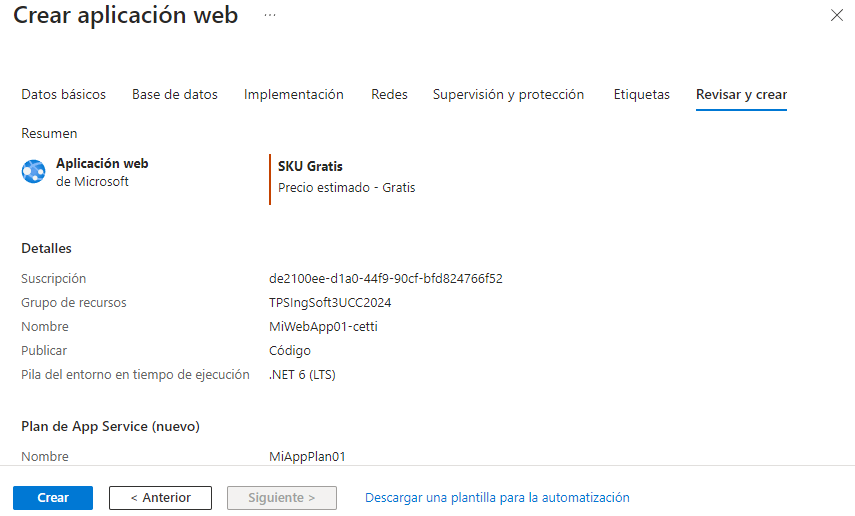 Crear aplicación web ...
Datos básicos Base de datos Implementación Redes Supervisión y protección Etiquetas Revisar y crear
Resumen
Aplicación web
de Microsoft
SKU Gratis
Precio estimado - Gratis
Detalles
Suscripción de2100ee-d1a0-44f9-90cf-bfd824766f52
Grupo de recursos TPSIngSoft3UCC2024
Nombre MiWebApp01-cetti
Publicar Código
Pila del entorno en tiempo de ejecución .NET 6 (LTS)
Plan de App Service (nuevo)
Nombre MiAppPlan01
Crear < Anterior Siguiente > Descargar una plantilla para la automatización